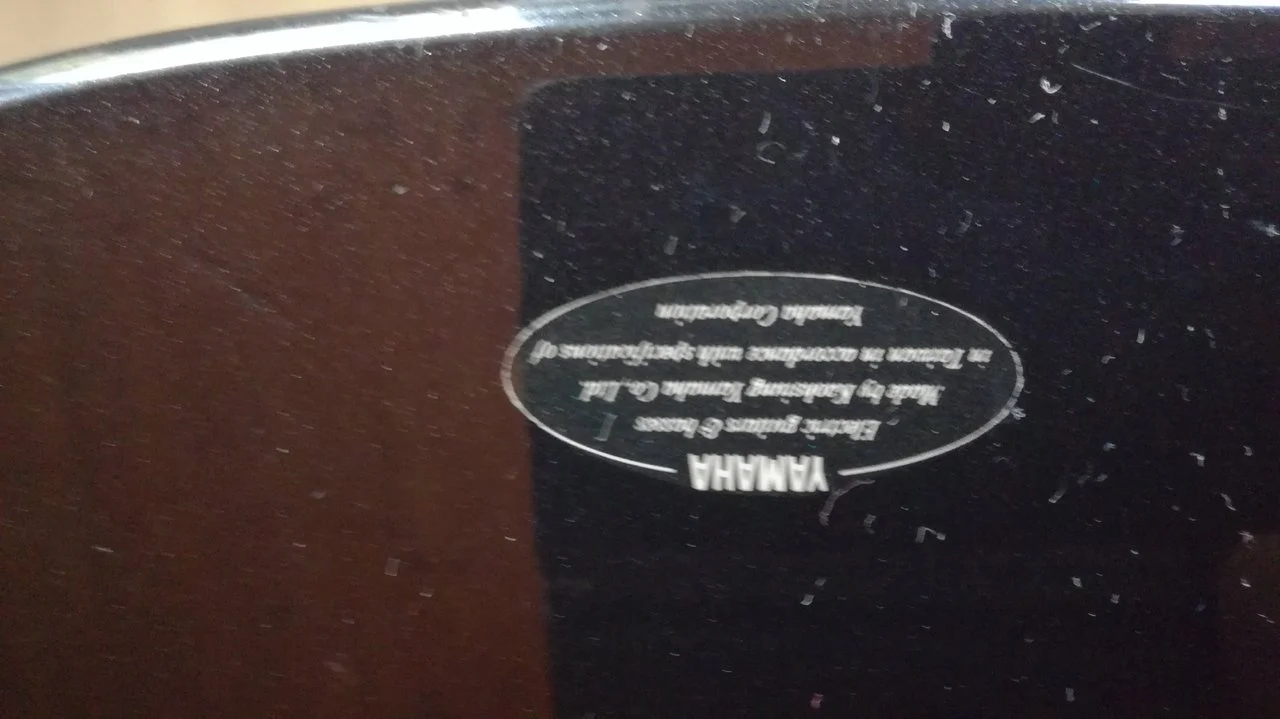 YAMAHA
Electric guitars & basses
Made by Kaohsiung Yamaha Co., Ltd.
in Taiwan in accordance with specifications of
Yamaha Corporation